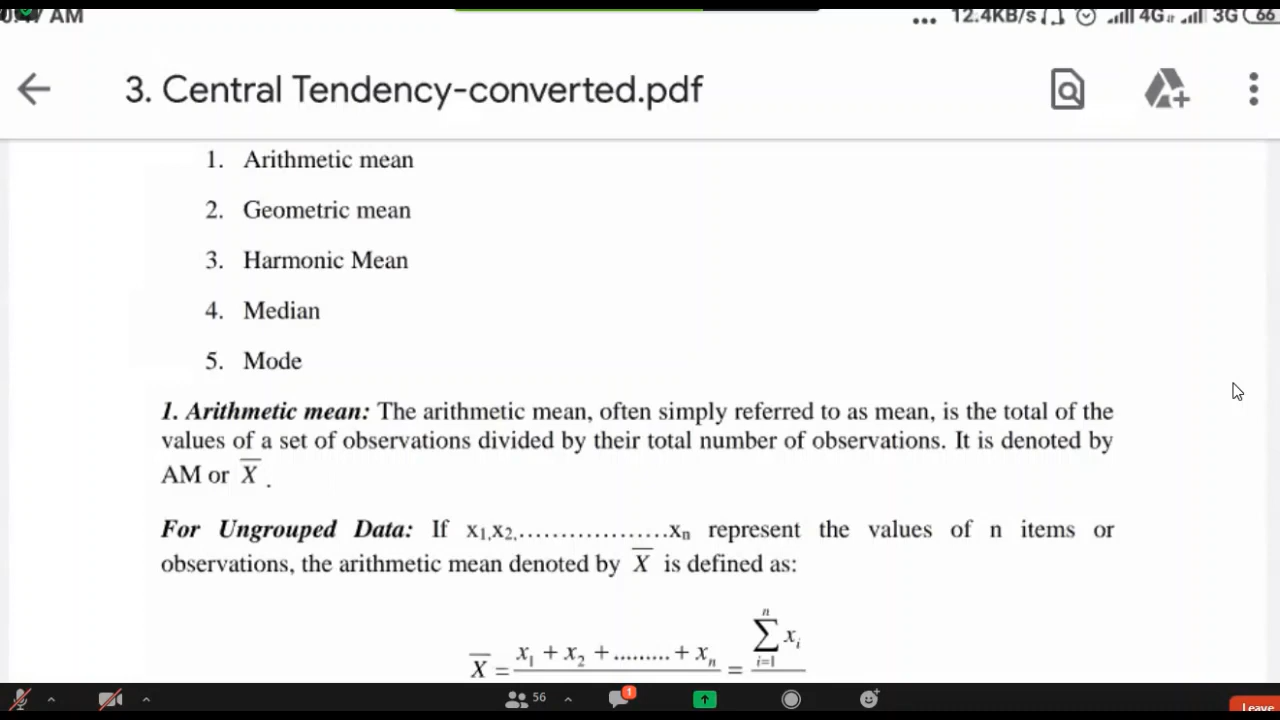 AM
... 12.4KB/s 4G 3G 66
3. Central Tendency-converted.pdf
1. Arithmetic mean
2. Geometric mean
3. Harmonic Mean
4. Median
5. Mode
1. Arithmetic mean: The arithmetic mean, often simply referred to as mean, is the total of the
values of a set of observations divided by their total number of observations. It is denoted by
AM or X̅ .
For Ungrouped Data: If x₁,x₂,....................xₙ represent the values of n items or
observations, the arithmetic mean denoted by X̅ is defined as:
X̅ = x₁ + x₂ + ......... + xₙ = ∑ᵢ₌₁ⁿ xᵢ
56 1 Leave